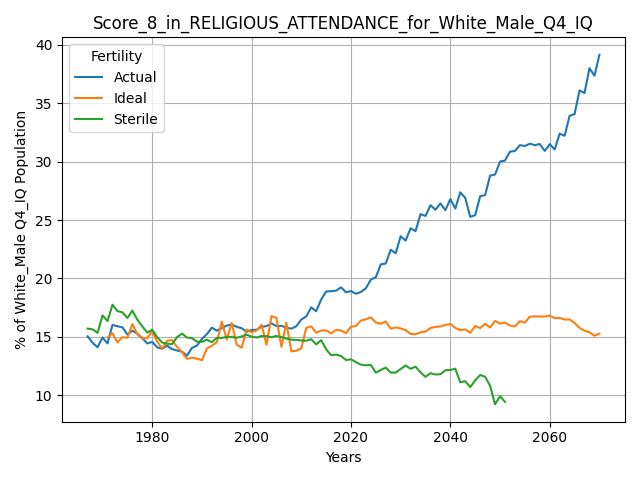 Score_8_in_RELIGIOUS_ATTENDANCE_for_White_Male_Q4_IQ
Fertility
Actual
Ideal
Sterile
% of White_Male Q4_IQ Population
40
35
30
25
20
15
10
1980
2000
2020
2040
2060
Years